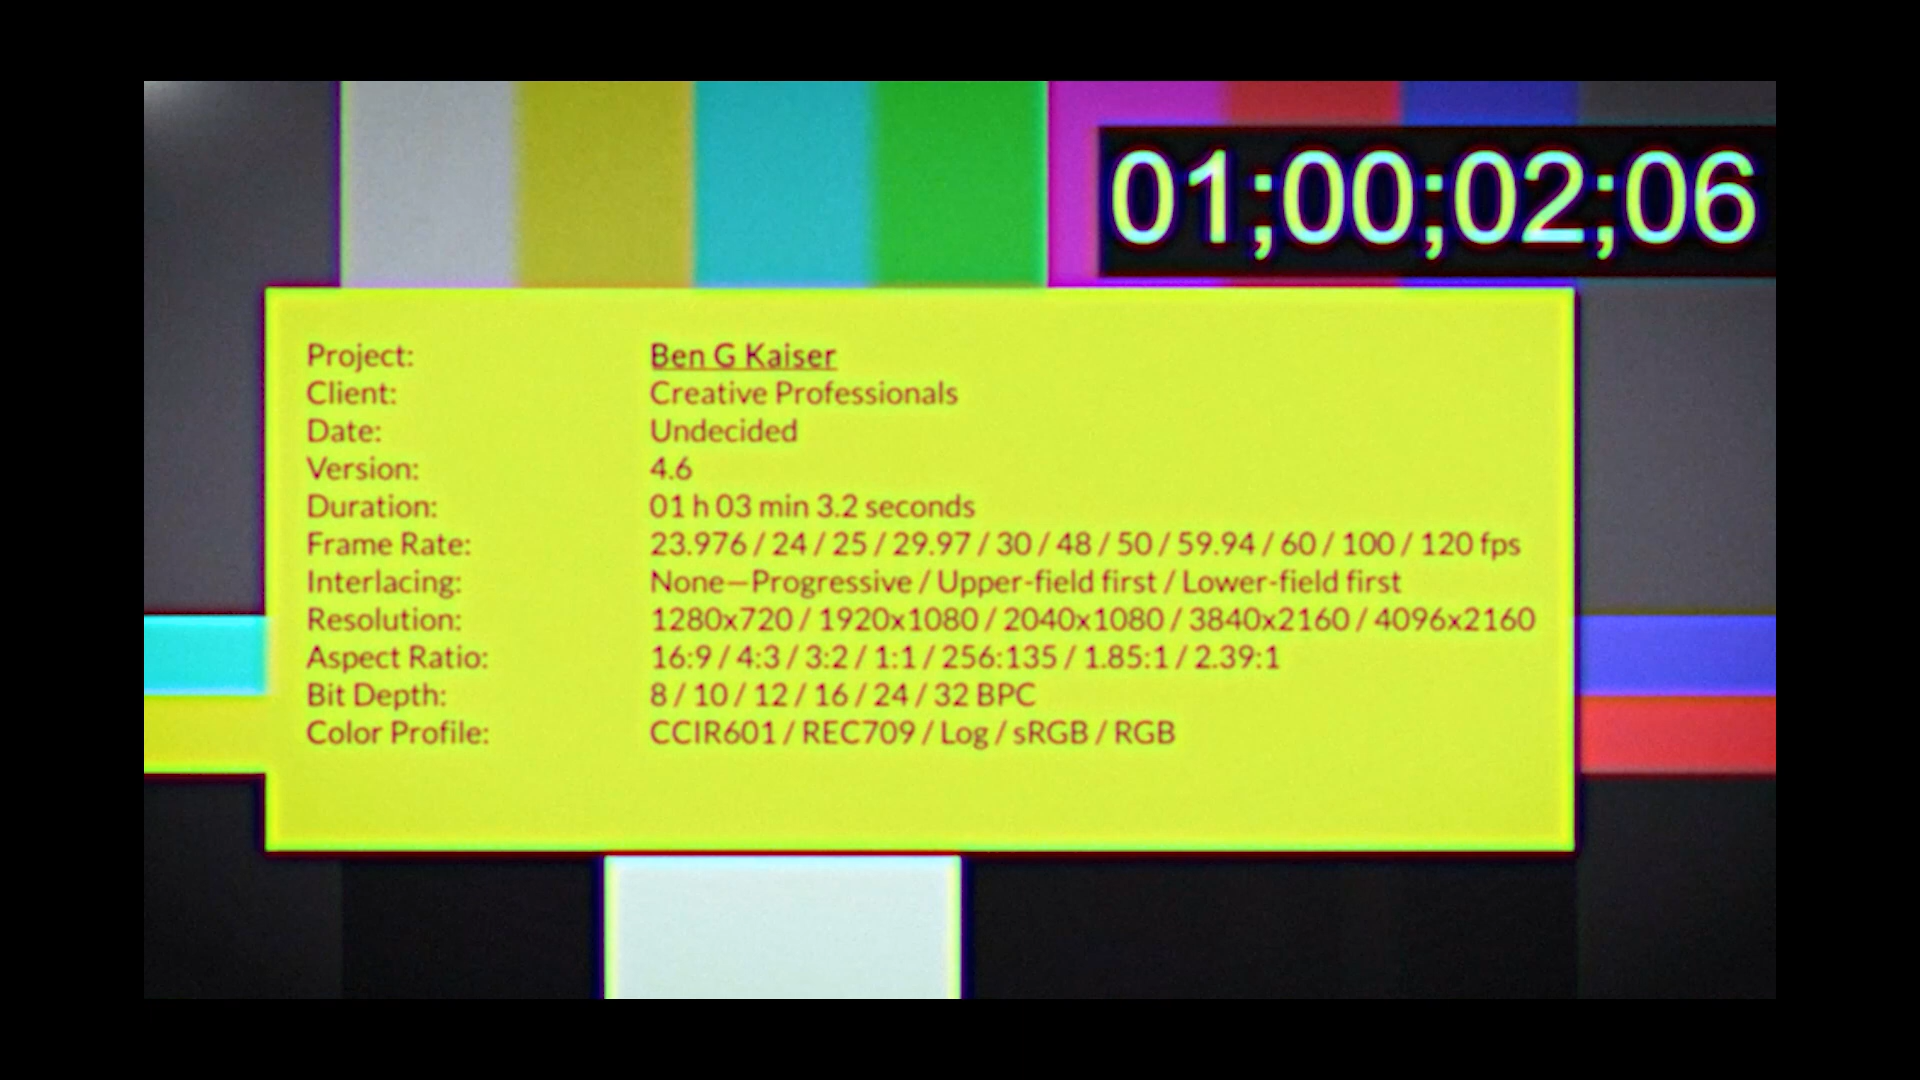 01;00;02;06
Project: Ben G Kaiser
Client: Creative Professionals
Date: Undecided
Version: 4.6
Duration: 01 h 03 min 3.2 seconds
Frame Rate: 23.976 / 24 / 25 / 29.97 / 30 / 48 / 50 / 59.94 / 60 / 100 / 120 fps
Interlacing: None—Progressive / Upper-field first / Lower-field first
Resolution: 1280x720 / 1920x1080 / 2040x1080 / 3840x2160 / 4096x2160
Aspect Ratio: 16:9 / 4:3 / 3:2 / 1:1 / 256:135 / 1.85:1 / 2.39:1
Bit Depth: 8 / 10 / 12 / 16 / 24 / 32 BPC
Color Profile: CCIR601 / REC709 / Log / sRGB / RGB